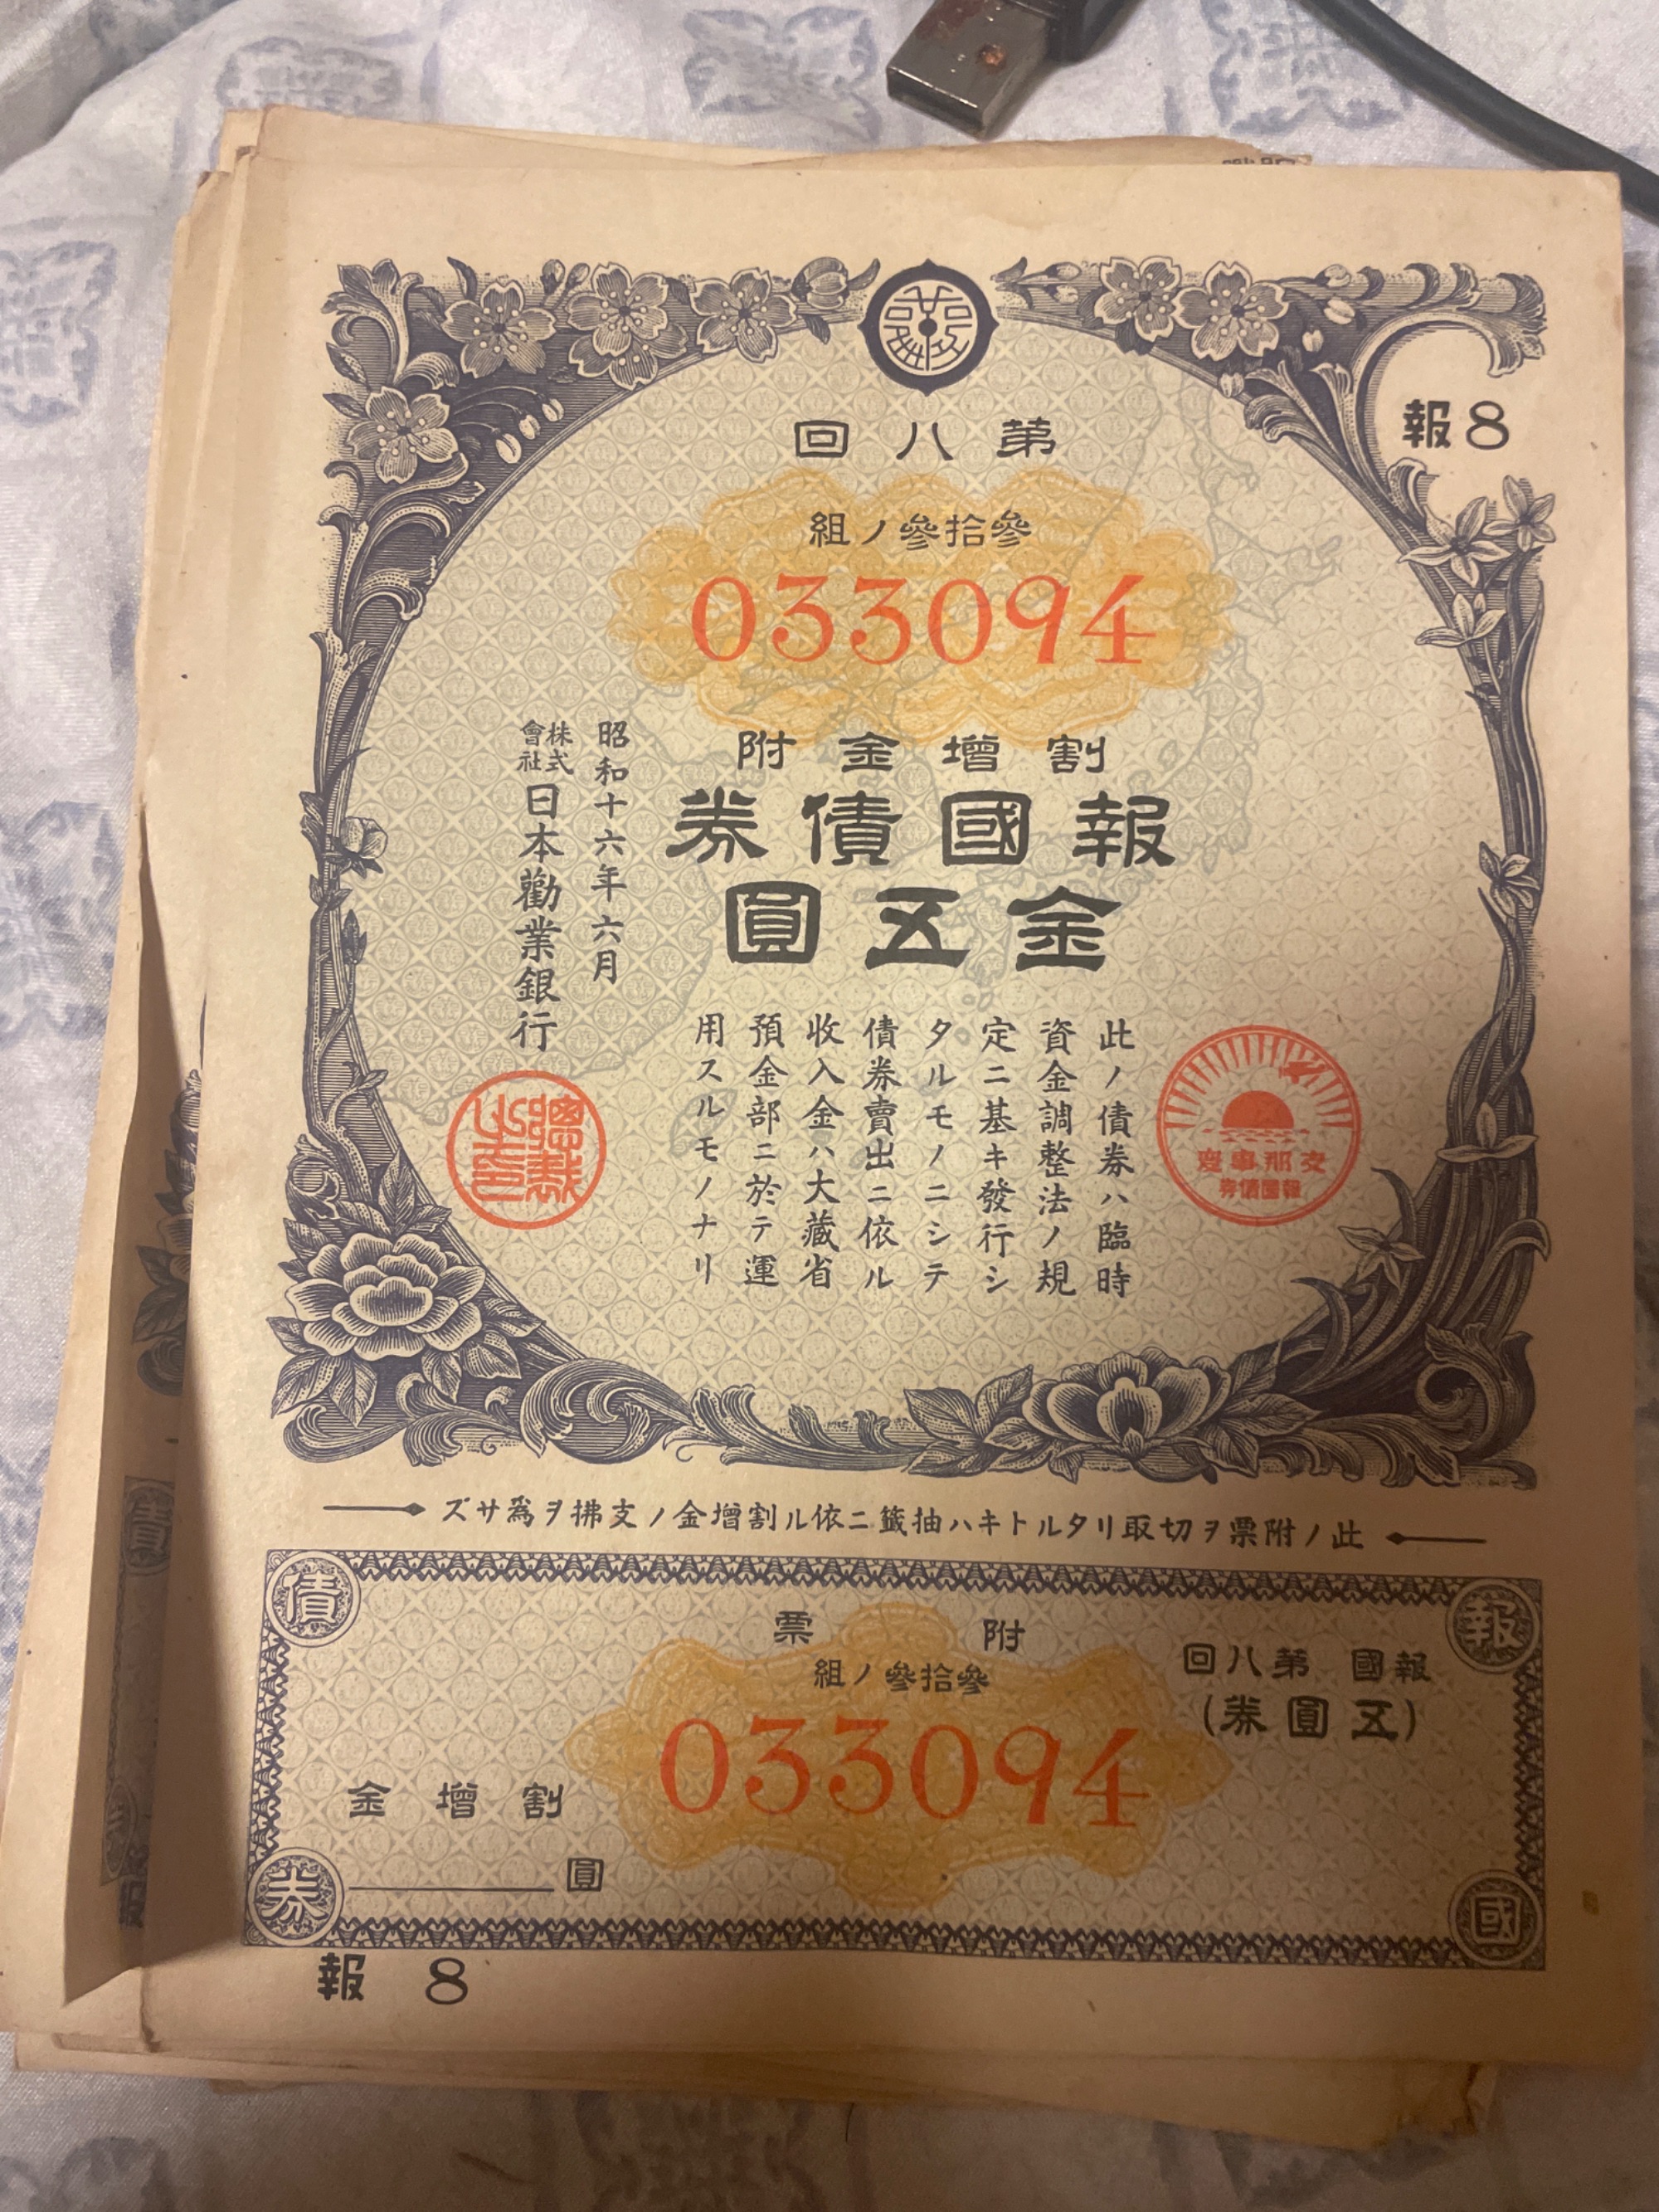 報8
第八回
參拾參ノ組
033094
割增金附
報國債券
金五圓
此ノ債券ハ臨時
資金調整法ノ規
定ニ基キ發行シ
タルモノニシテ
債券賣出ニ依ル
收入金ハ大藏省
預金部ニ於テ運
用スルモノナリ
昭和十六年六月
株式會社日本勸業銀行
總裁之印
支那事變
報國債券
此ノ附票ヲ切取リタルトキハ抽籤ニ依ル割增金ノ支拂ヲ爲サズ
報國債券
附票
報國 第八回
(五圓券)
參拾參ノ組
033094
割增金
圓
報 8